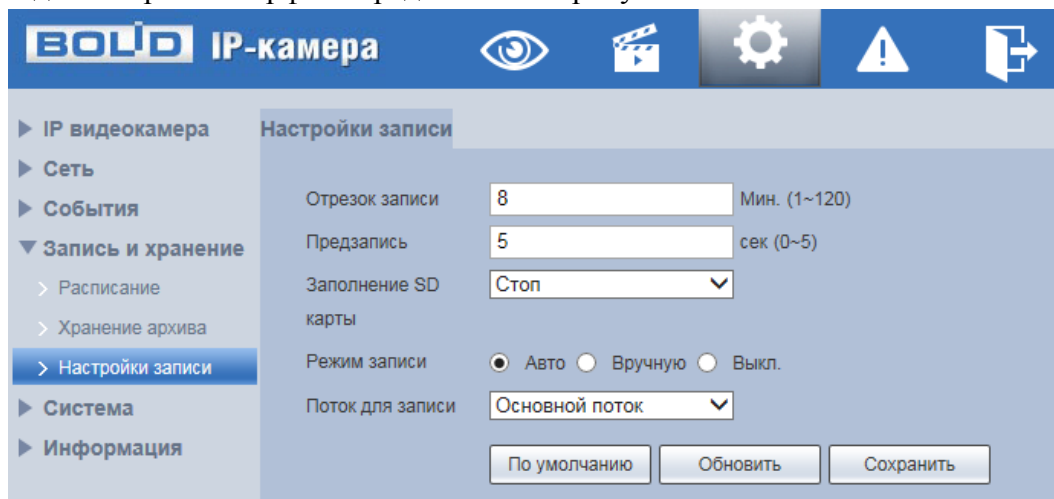 BOLID IP-камера
IP видеокамера
Сеть
События
Запись и хранение
Расписание
Хранение архива
Настройки записи
Система
Информация
Настройки записи
Отрезок записи 8 Мин. (1~120)
Предзапись 5 сек (0~5)
Заполнение SD Стоп
карты
Режим записи Авто Вручную Выкл.
Поток для записи Основной поток
По умолчанию Обновить Сохранить